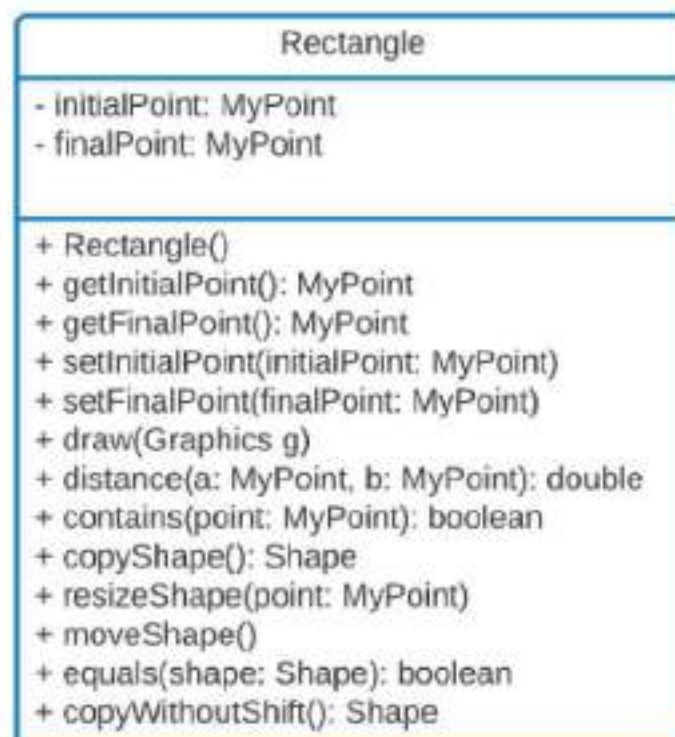 Rectangle
- initialPoint: MyPoint
- finalPoint: MyPoint
+ Rectangle()
+ getInitialPoint(): MyPoint
+ getFinalPoint(): MyPoint
+ setInitialPoint(initialPoint: MyPoint)
+ setFinalPoint(finalPoint: MyPoint)
+ draw(Graphics g)
+ distance(a: MyPoint, b: MyPoint): double
+ contains(point: MyPoint): boolean
+ copyShape(): Shape
+ resizeShape(point: MyPoint)
+ moveShape()
+ equals(shape: Shape): boolean
+ copyWithoutShift(): Shape